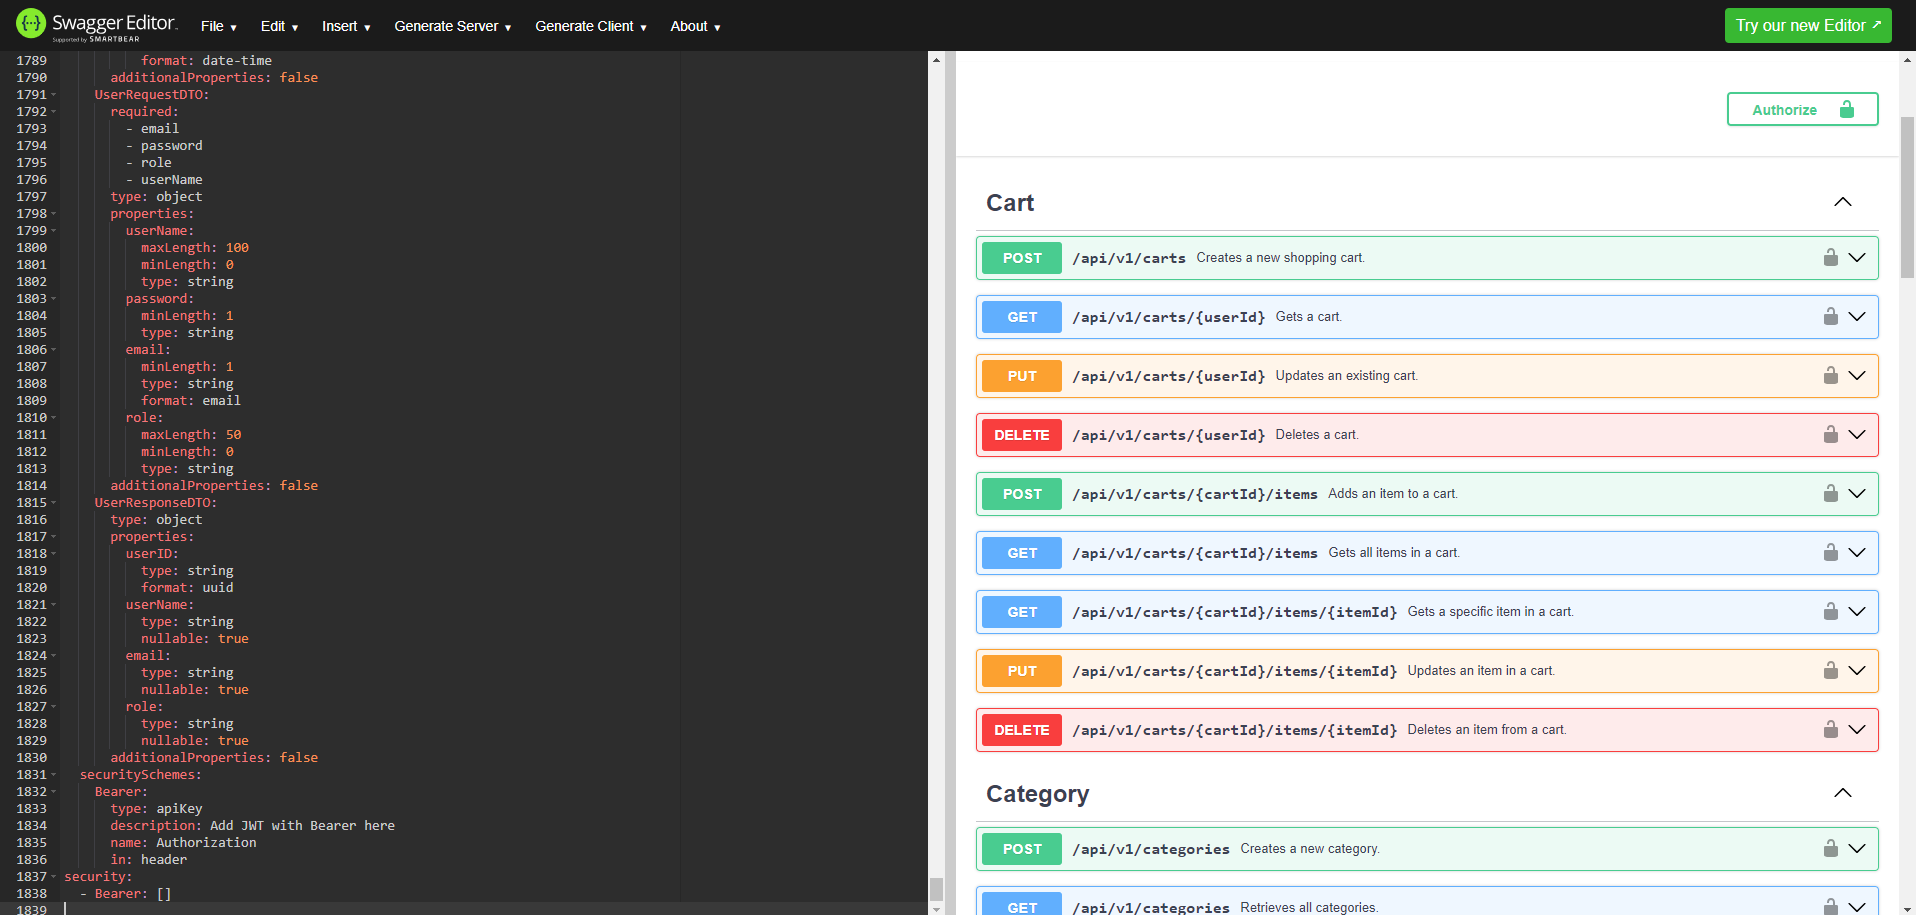 Swagger Editor
Supported by SMARTBEAR
File
Edit
Insert
Generate Server
Generate Client
About
Try our new Editor ↗
1789 format: date-time
1790 additionalProperties: false
1791 UserRequestDTO:
1792 required:
1793 - email
1794 - password
1795 - role
1796 - userName
1797 type: object
1798 properties:
1799 userName:
1800 maxLength: 100
1801 minLength: 0
1802 type: string
1803 password:
1804 minLength: 1
1805 type: string
1806 email:
1807 minLength: 1
1808 type: string
1809 format: email
1810 role:
1811 maxLength: 50
1812 minLength: 0
1813 type: string
1814 additionalProperties: false
1815 UserResponseDTO:
1816 type: object
1817 properties:
1818 userID:
1819 type: string
1820 format: uuid
1821 userName:
1822 type: string
1823 nullable: true
1824 email:
1825 type: string
1826 nullable: true
1827 role:
1828 type: string
1829 nullable: true
1830 additionalProperties: false
1831 securitySchemes:
1832 Bearer:
1833 type: apiKey
1834 description: Add JWT with Bearer here
1835 name: Authorization
1836 in: header
1837 security:
1838 - Bearer: []
1839
Authorize
Cart
POST /api/v1/carts Creates a new shopping cart.
GET /api/v1/carts/{userId} Gets a cart.
PUT /api/v1/carts/{userId} Updates an existing cart.
DELETE /api/v1/carts/{userId} Deletes a cart.
POST /api/v1/carts/{cartId}/items Adds an item to a cart.
GET /api/v1/carts/{cartId}/items Gets all items in a cart.
GET /api/v1/carts/{cartId}/items/{itemId} Gets a specific item in a cart.
PUT /api/v1/carts/{cartId}/items/{itemId} Updates an item in a cart.
DELETE /api/v1/carts/{cartId}/items/{itemId} Deletes an item from a cart.
Category
POST /api/v1/categories Creates a new category.
GET /api/v1/categories Retrieves all categories.